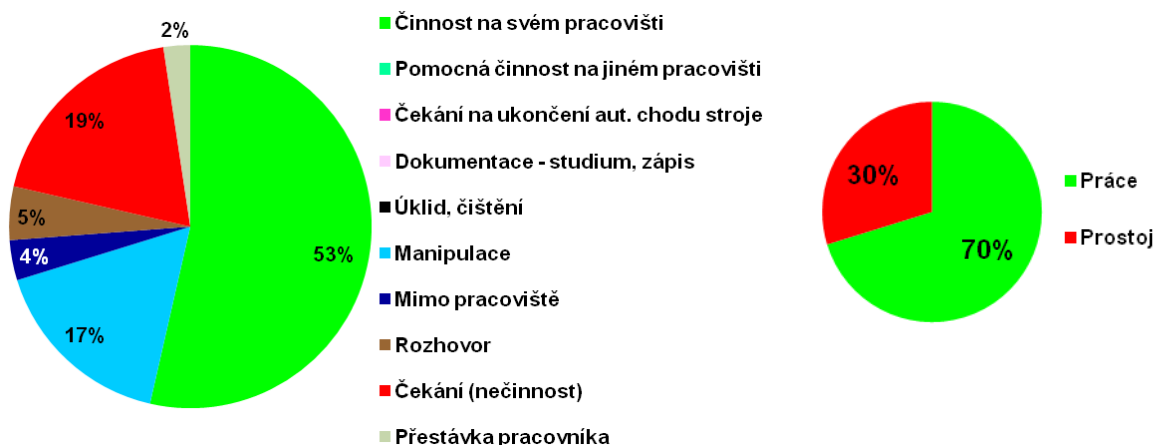 2%
19%
5%
4%
17%
53%
Činnost na svém pracovišti
Pomocná činnost na jiném pracovišti
Čekání na ukončení aut. chodu stroje
Dokumentace - studium, zápis
Úklid, čištění
Manipulace
Mimo pracoviště
Rozhovor
Čekání (nečinnost)
Přestávka pracovníka
30%
70%
Práce
Prostoj